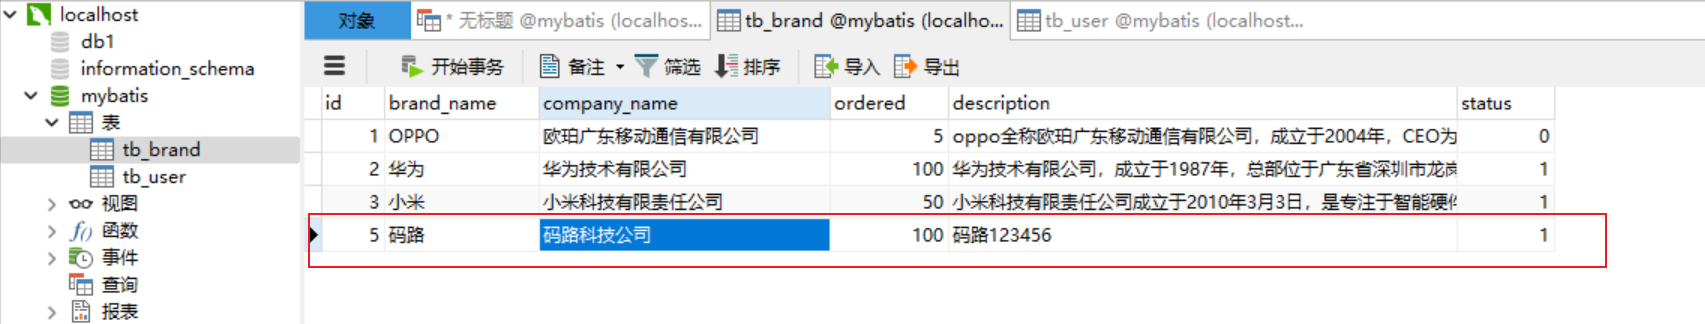 localhost
db1
information_schema
mybatis
表
tb_brand
tb_user
视图
f() 函数
事件
查询
报表
对象 * 无标题 @mybatis (localhos... tb_brand @mybatis (localho... tb_user @mybatis (localhost...
开始事务 备注 筛选 排序 导入 导出
id brand_name company_name ordered description status
1 OPPO 欧珀广东移动通信有限公司 5 oppo全称欧珀广东移动通信有限公司，成立于2004年，CEO为 0
2 华为 华为技术有限公司 100 华为技术有限公司，成立于1987年，总部位于广东省深圳市龙岗 1
3 小米 小米科技有限责任公司 50 小米科技有限责任公司成立于2010年3月3日，是专注于智能硬件 1
5 码路 码路科技公司 100 码路123456 1